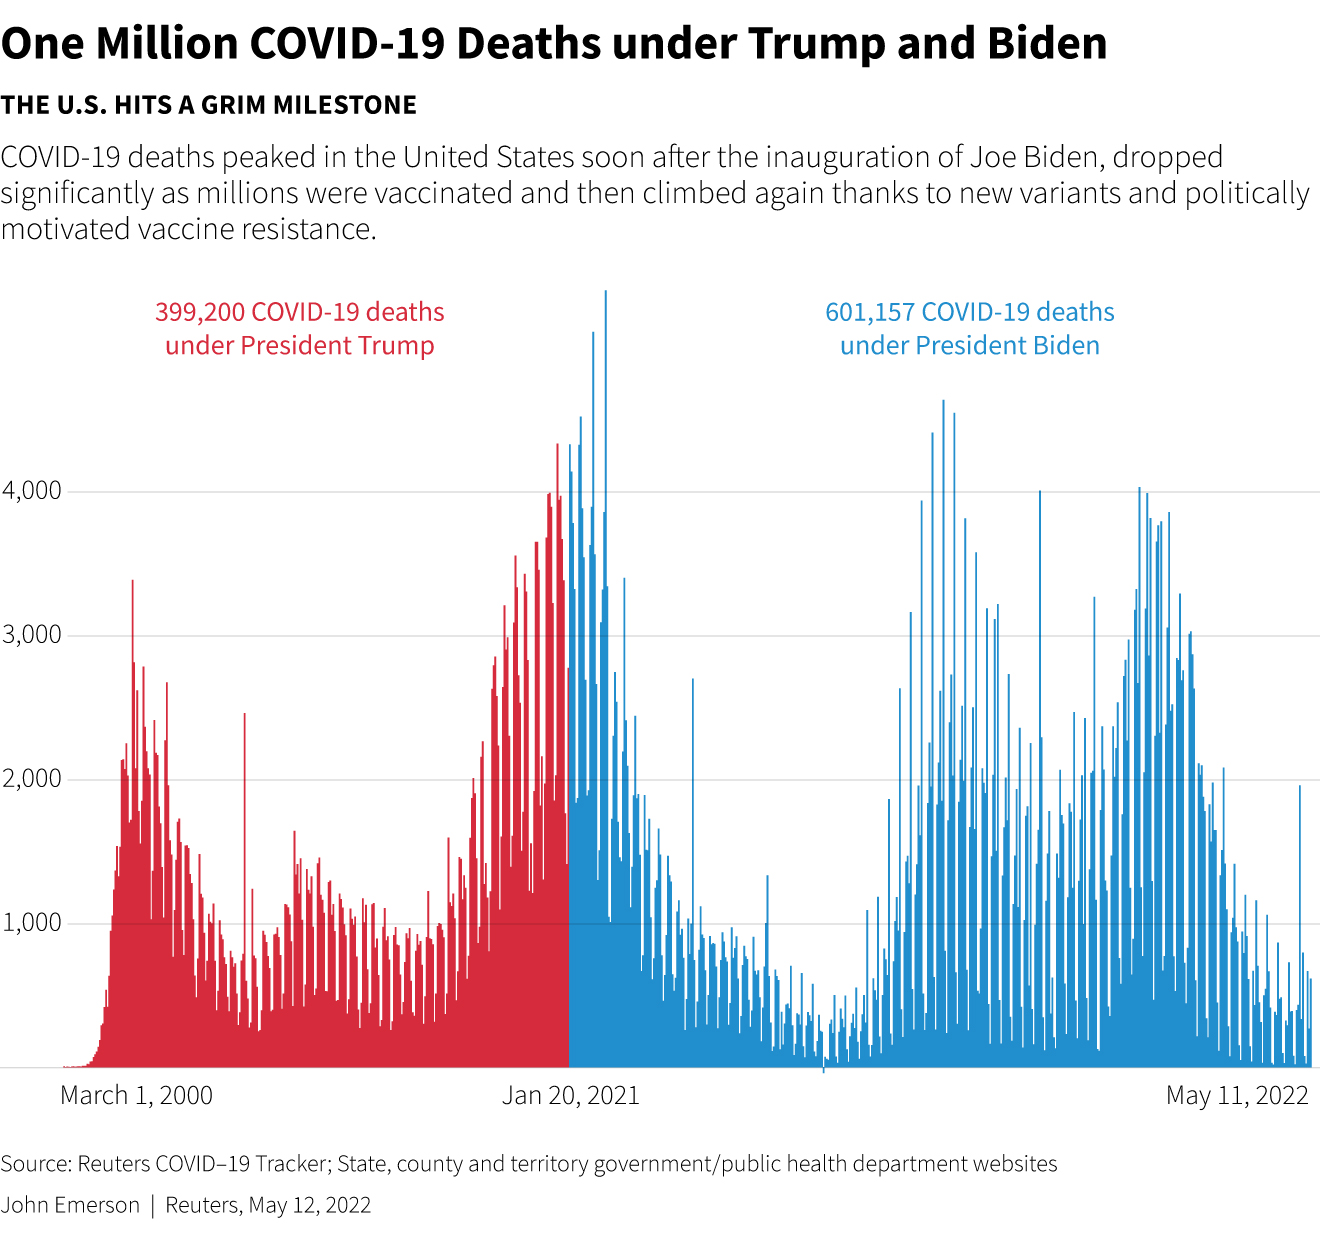 One Million COVID-19 Deaths under Trump and Biden
THE U.S. HITS A GRIM MILESTONE
COVID-19 deaths peaked in the United States soon after the inauguration of Joe Biden, dropped
significantly as millions were vaccinated and then climbed again thanks to new variants and politically
motivated vaccine resistance.
399,200 COVID-19 deaths
under President Trump
601,157 COVID-19 deaths
under President Biden
4,000
3,000
2,000
1,000
March 1, 2000
Jan 20, 2021
May 11, 2022
Source: Reuters COVID–19 Tracker; State, county and territory government/public health department websites
John Emerson | Reuters, May 12, 2022